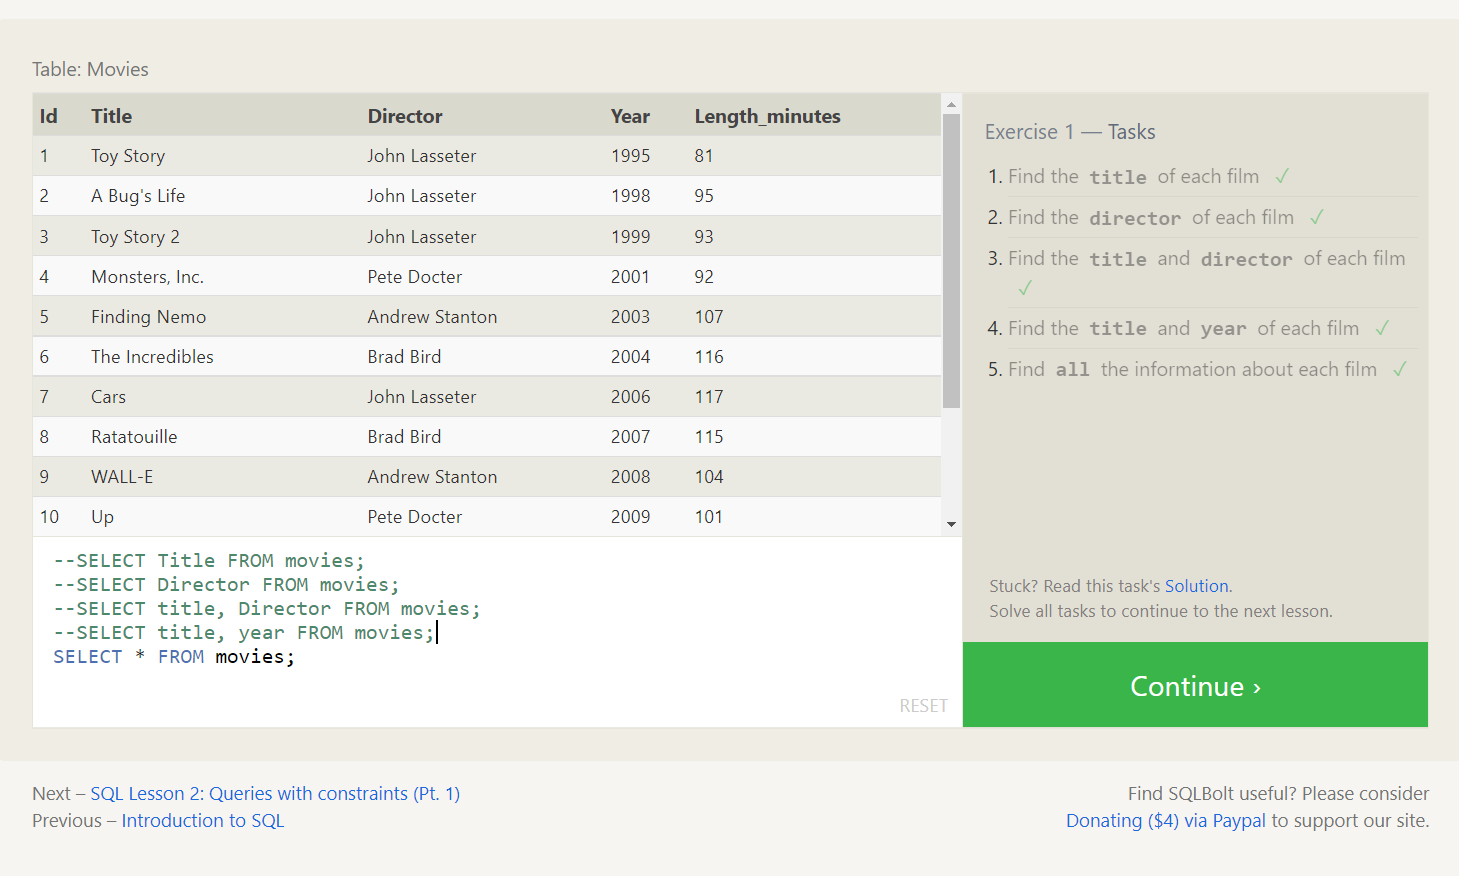 Table: Movies
Id Title Director Year Length_minutes
1 Toy Story John Lasseter 1995 81
2 A Bug's Life John Lasseter 1998 95
3 Toy Story 2 John Lasseter 1999 93
4 Monsters, Inc. Pete Docter 2001 92
5 Finding Nemo Andrew Stanton 2003 107
6 The Incredibles Brad Bird 2004 116
7 Cars John Lasseter 2006 117
8 Ratatouille Brad Bird 2007 115
9 WALL-E Andrew Stanton 2008 104
10 Up Pete Docter 2009 101
--SELECT Title FROM movies;
--SELECT Director FROM movies;
--SELECT title, Director FROM movies;
--SELECT title, year FROM movies;
SELECT * FROM movies;
RESET
Exercise 1 — Tasks
1. Find the title of each film ✓
2. Find the director of each film ✓
3. Find the title and director of each film
✓
4. Find the title and year of each film ✓
5. Find all the information about each film ✓
Stuck? Read this task's Solution.
Solve all tasks to continue to the next lesson.
Continue ›
Next – SQL Lesson 2: Queries with constraints (Pt. 1)
Previous – Introduction to SQL
Find SQLBolt useful? Please consider
Donating ($4) via Paypal to support our site.